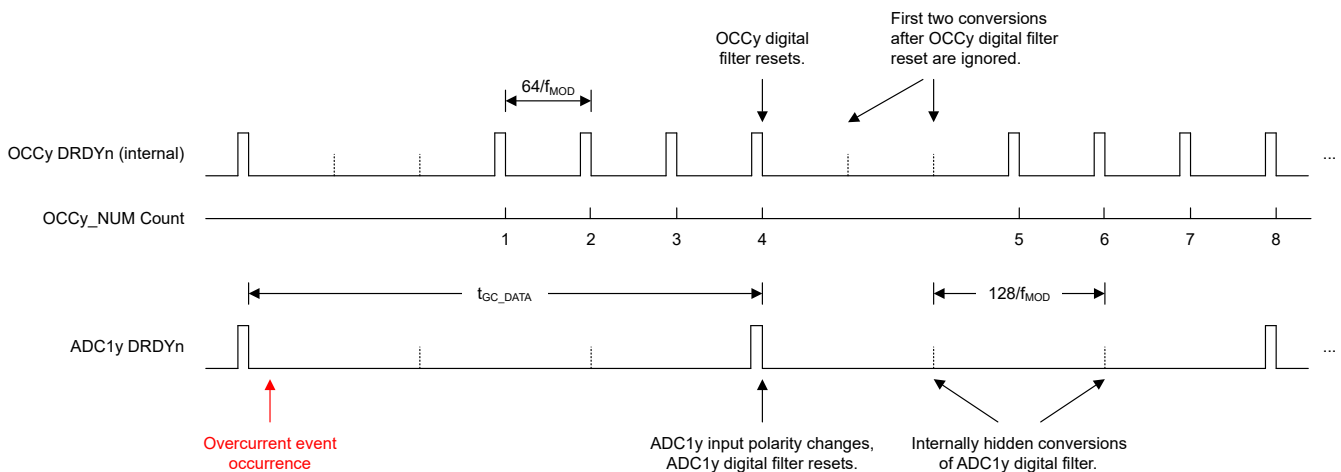 OCCy digital
filter resets.
First two conversions
after OCCy digital filter
reset are ignored.
64/fMOD
OCCy DRDYn (internal)
...
OCCy_NUM Count
1 2 3 4 5 6 7 8
tGC_DATA
128/fMOD
ADC1y DRDYn
...
Overcurrent event
occurrence
ADC1y input polarity changes,
ADC1y digital filter resets.
Internally hidden conversions
of ADC1y digital filter.